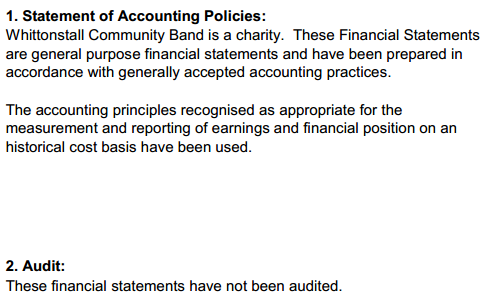 1. Statement of Accounting Policies:
Whittonstall Community Band is a charity.  These Financial Statements
are general purpose financial statements and have been prepared in
accordance with generally accepted accounting practices.
The accounting principles recognised as appropriate for the
measurement and reporting of earnings and financial position on an
historical cost basis have been used.
2. Audit:
These financial statements have not been audited.